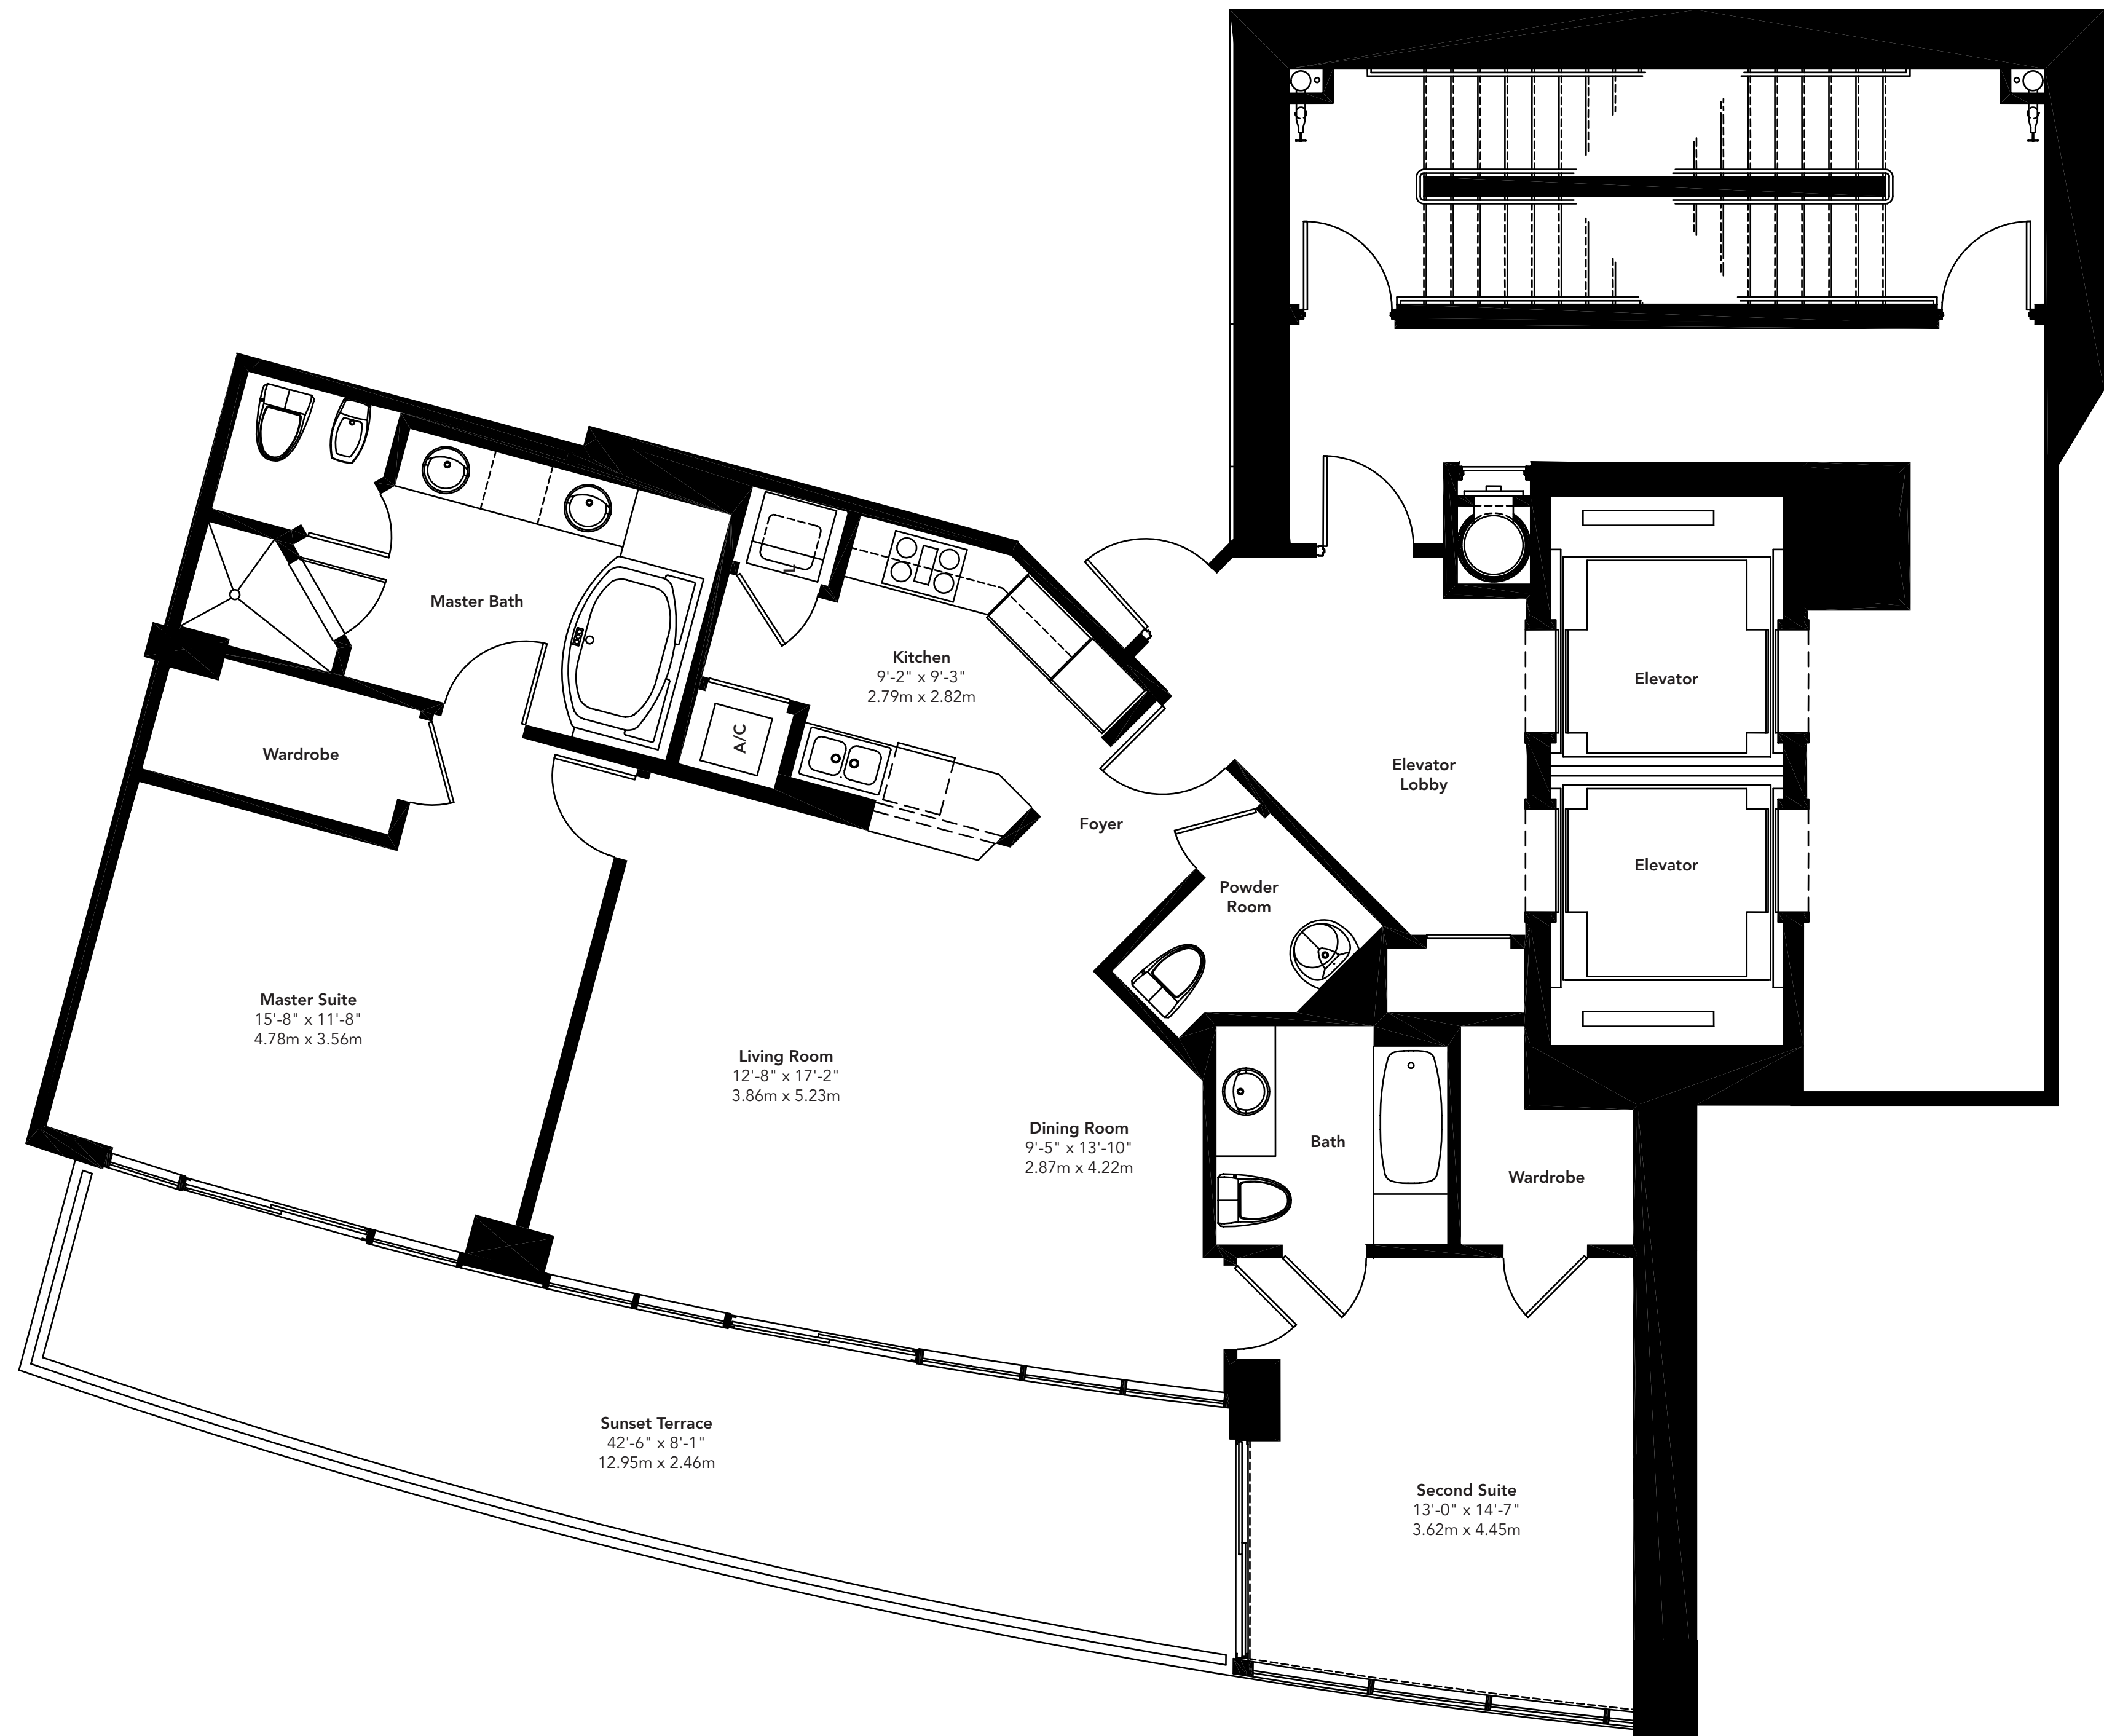 Master Bath
Kitchen
9'-2" x 9'-3"
2.79m x 2.82m
Elevator
A/C
Wardrobe
Elevator
Lobby
Foyer
Elevator
Powder
Room
Master Suite
15'-8" x 11'-8"
4.78m x 3.56m
Living Room
12'-8" x 17'-2"
3.86m x 5.23m
Dining Room
9'-5" x 13'-10"
2.87m x 4.22m
Bath
Wardrobe
Sunset Terrace
42'-6" x 8'-1"
12.95m x 2.46m
Second Suite
13'-0" x 14'-7"
3.62m x 4.45m